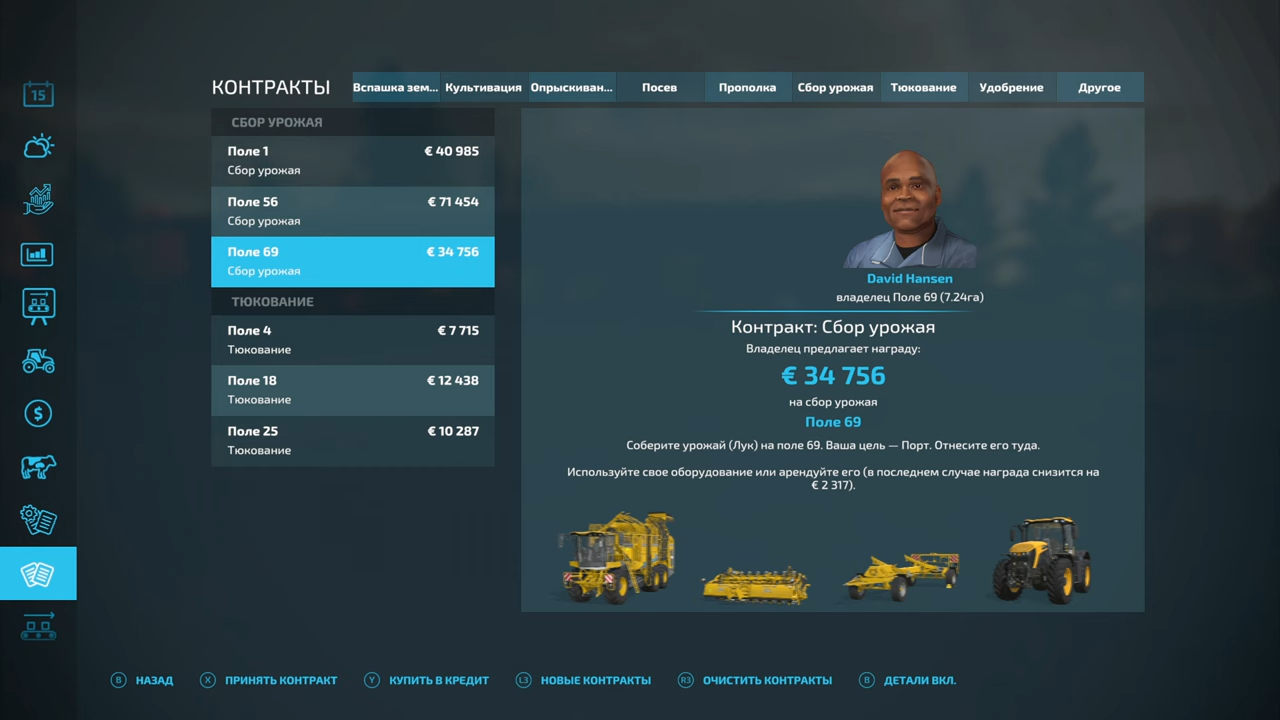 15
КОНТРАКТЫ
Вспашка зем...
Культивация
Опрыскиван...
Посев
Прополка
Сбор урожая
Тюкование
Удобрение
Другое
СБОР УРОЖАЯ
Поле 1 € 40 985
Сбор урожая
Поле 56 € 71 454
Сбор урожая
Поле 69 € 34 756
Сбор урожая
ТЮКОВАНИЕ
Поле 4 € 7 715
Тюкование
Поле 18 € 12 438
Тюкование
Поле 25 € 10 287
Тюкование
David Hansen
владелец Поле 69 (7.24га)
Контракт: Сбор урожая
Владелец предлагает награду:
€ 34 756
на сбор урожая
Поле 69
Соберите урожай (Лук) на поле 69. Ваша цель — Порт. Отнесите его туда.
Используйте свое оборудование или арендуйте его (в последнем случае награда снизится на
€ 2 317).
B НАЗАД
X ПРИНЯТЬ КОНТРАКТ
Y КУПИТЬ В КРЕДИТ
L3 НОВЫЕ КОНТРАКТЫ
R3 ОЧИСТИТЬ КОНТРАКТЫ
B ДЕТАЛИ ВКЛ.